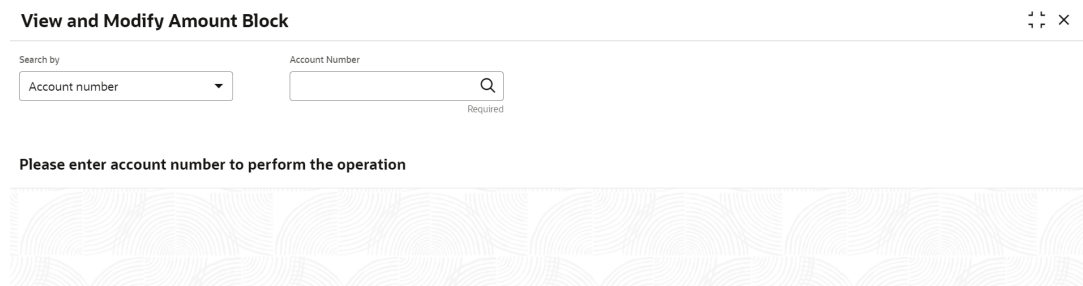 View and Modify Amount Block
Search by
Account Number
Account number
Required
Please enter account number to perform the operation